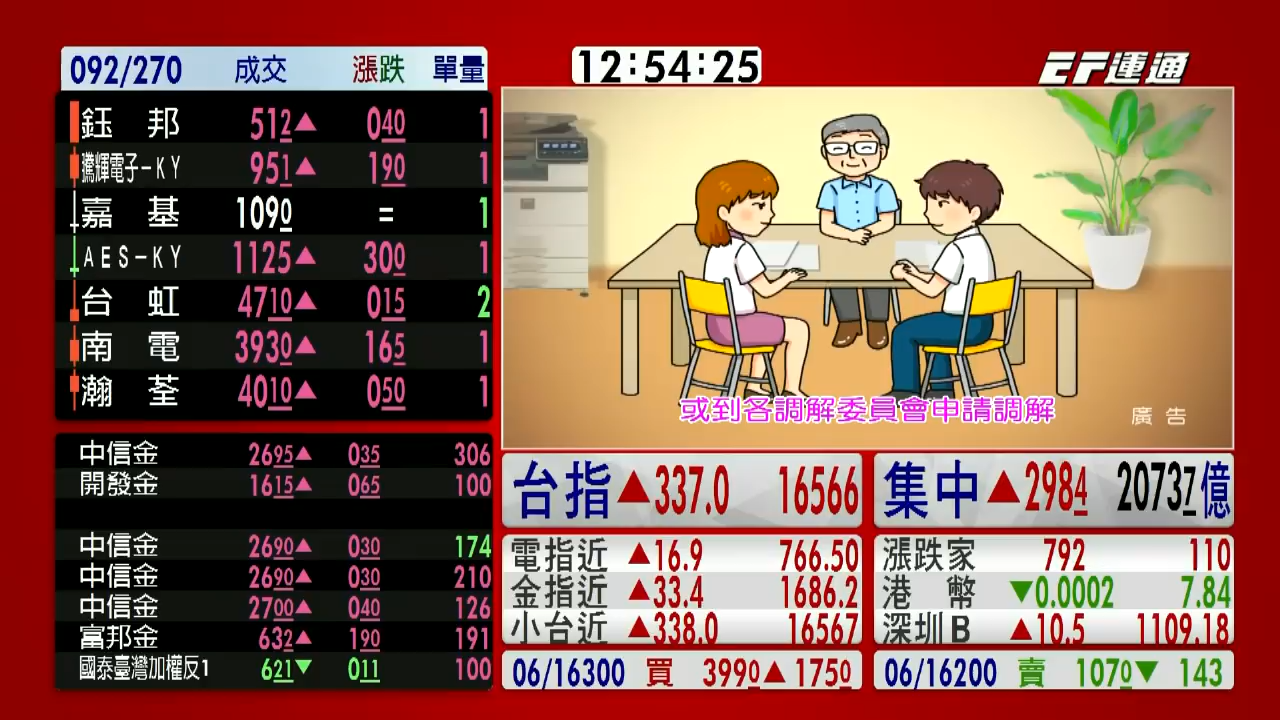 092/270 成交 漲跌 單量
鈺邦 512▲ 040 1
騰輝電子-KY 951▲ 190 1
嘉基 1090 = 1
AES-KY 1125▲ 300 1
台虹 4710▲ 015 2
南電 3930▲ 165 1
瀚荃 4010▲ 050 1
中信金 2695▲ 035 306
開發金 1615▲ 065 100
中信金 2690▲ 030 174
中信金 2690▲ 030 210
中信金 2700▲ 040 126
富邦金 632▲ 190 191
國泰臺灣加權反1 621▼ 011 100
12:54:25
EF運通
或到各調解委員會申請調解
廣告
台指▲337.0 16566
集中▲2984 20737億
電指近▲16.9 766.50
金指近▲33.4 1686.2
小台近▲338.0 16567
漲跌家 792 110
港幣▼0.0002 7.84
深圳B▲10.5 1109.18
06/16300 買 3990▲1750
06/16200 賣 1070▼143